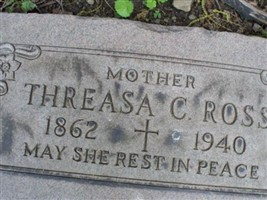 MOTHER
THREASA C. ROSS
1862 1940
MAY SHE REST IN PEACE